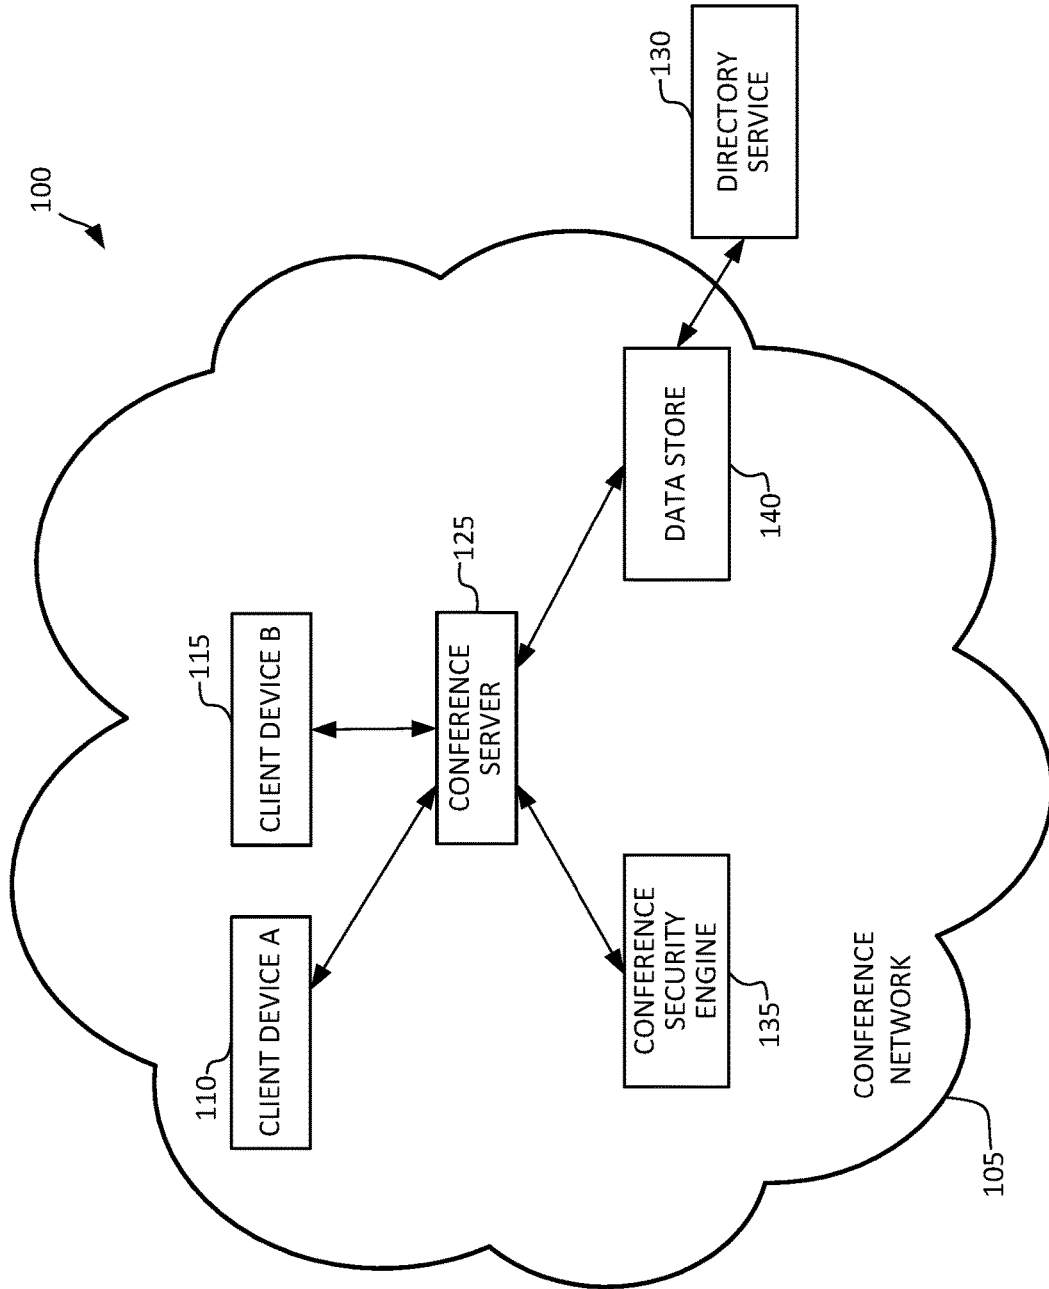 100
110
CLIENT DEVICE A
115
CLIENT DEVICE B
125
CONFERENCE
SERVER
130
DIRECTORY
SERVICE
CONFERENCE
SECURITY
ENGINE
135
DATA STORE
140
CONFERENCE
NETWORK
105